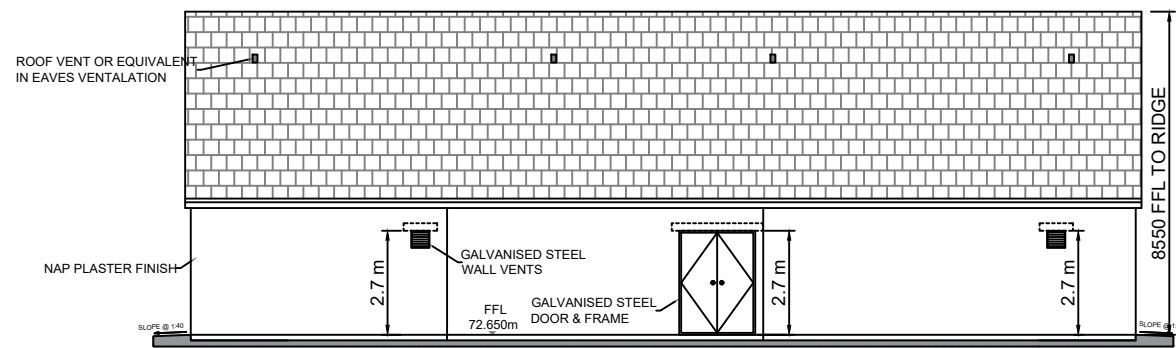 ROOF VENT OR EQUIVALENT
IN EAVES VENTALATION
8550 FFL TO RIDGE
NAP PLASTER FINISH
2.7 m
GALVANISED STEEL
WALL VENTS
FFL
72.650m
GALVANISED STEEL
DOOR & FRAME
2.7 m
2.7 m
SLOPE @ 1:40
SLOPE @